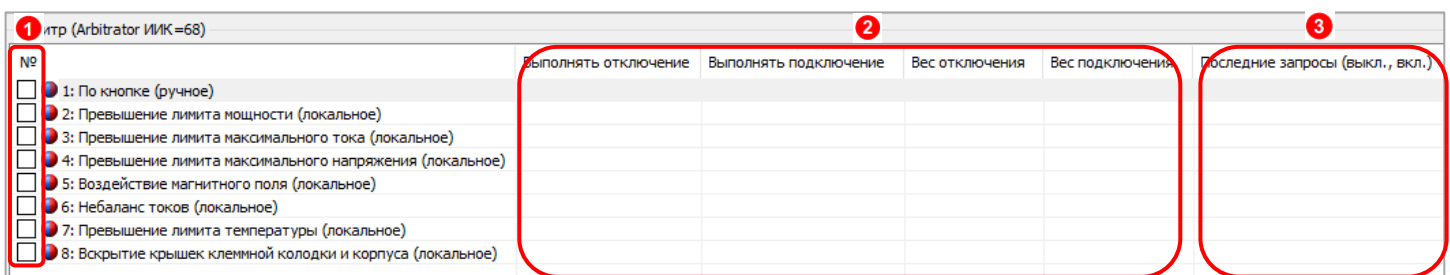 1 2 3
итр (Arbitrator ИИК=68)
№ Выполнять отключение Выполнять подключение Вес отключения Вес подключения Последние запросы (выкл., вкл.)
1: По кнопке (ручное)
2: Превышение лимита мощности (локальное)
3: Превышение лимита максимального тока (локальное)
4: Превышение лимита максимального напряжения (локальное)
5: Воздействие магнитного поля (локальное)
6: Небаланс токов (локальное)
7: Превышение лимита температуры (локальное)
8: Вскрытие крышек клеммной колодки и корпуса (локальное)